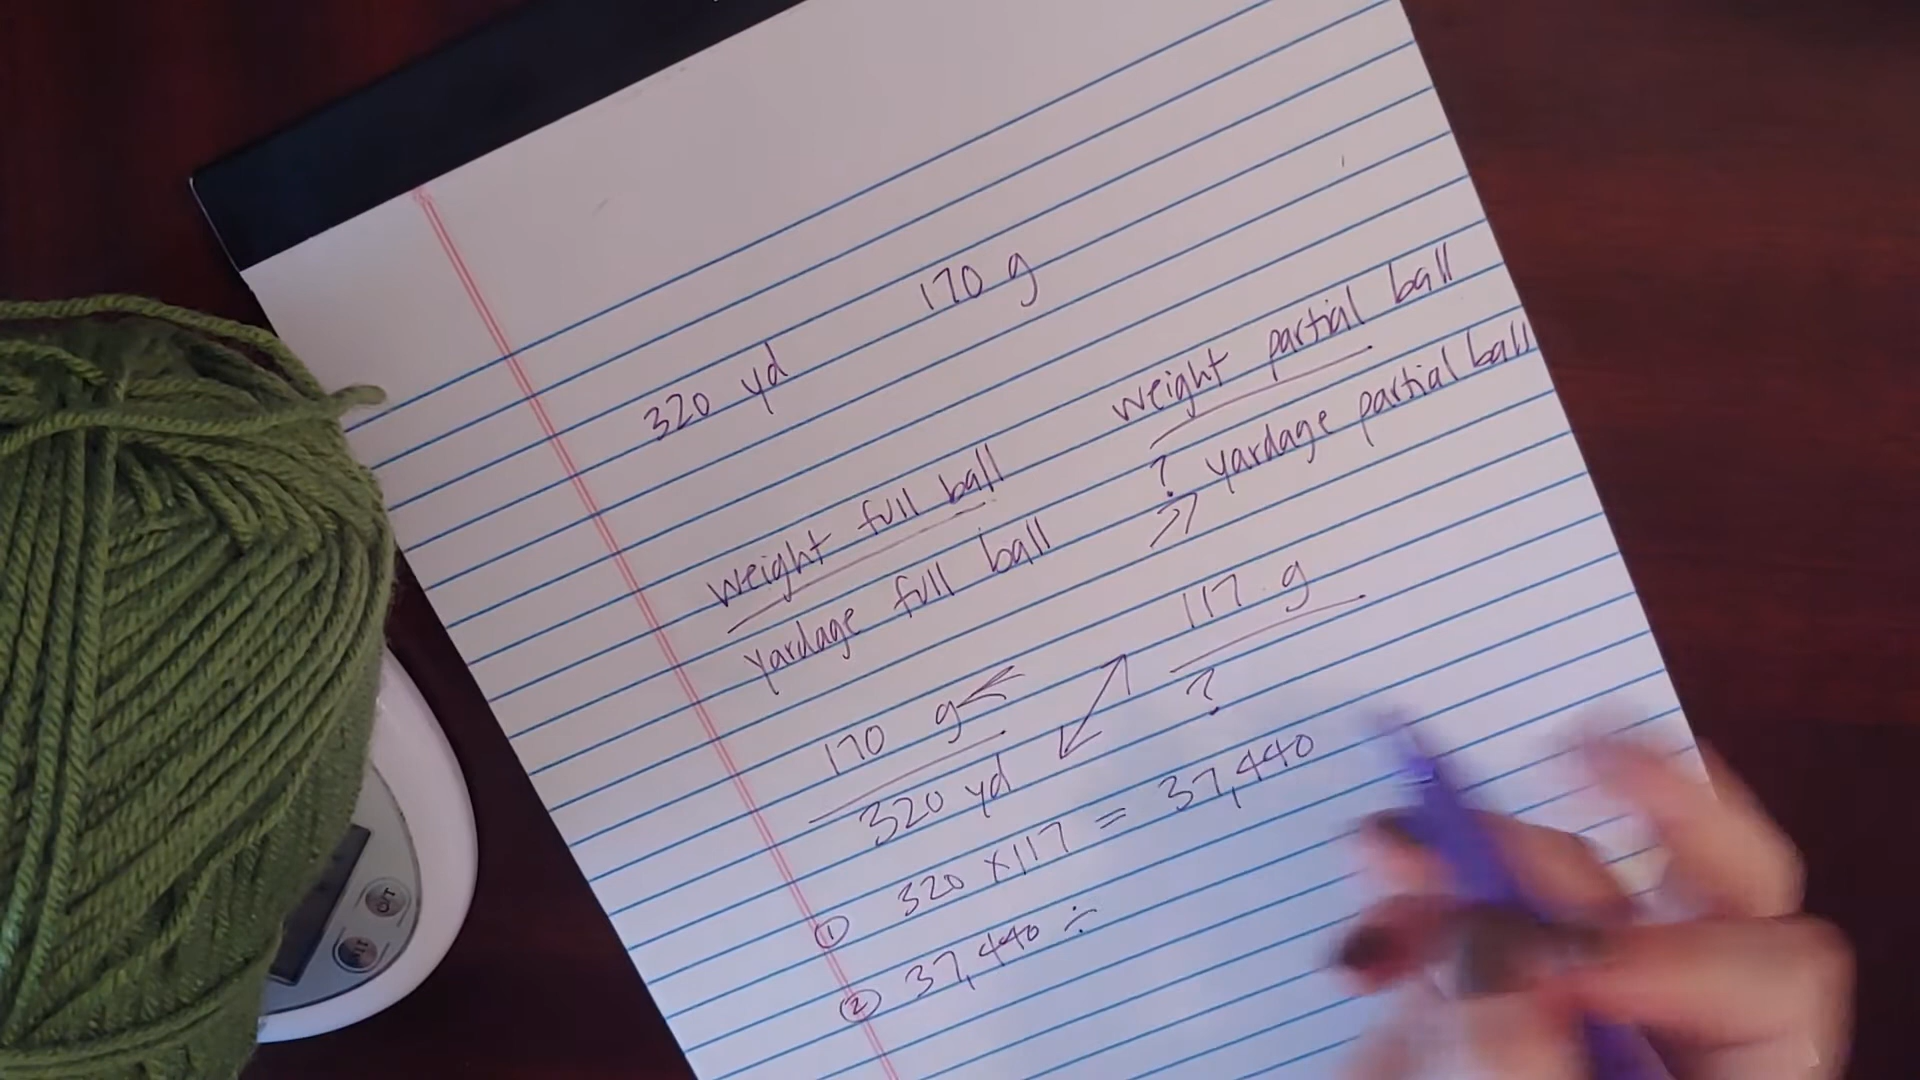 320 yd 170 g
weight full ball weight partial ball
yardage full ball ? yardage partial ball
170 g 117 g
320 yd ?
① 320 ×117 = 37,440
② 37,440 ÷